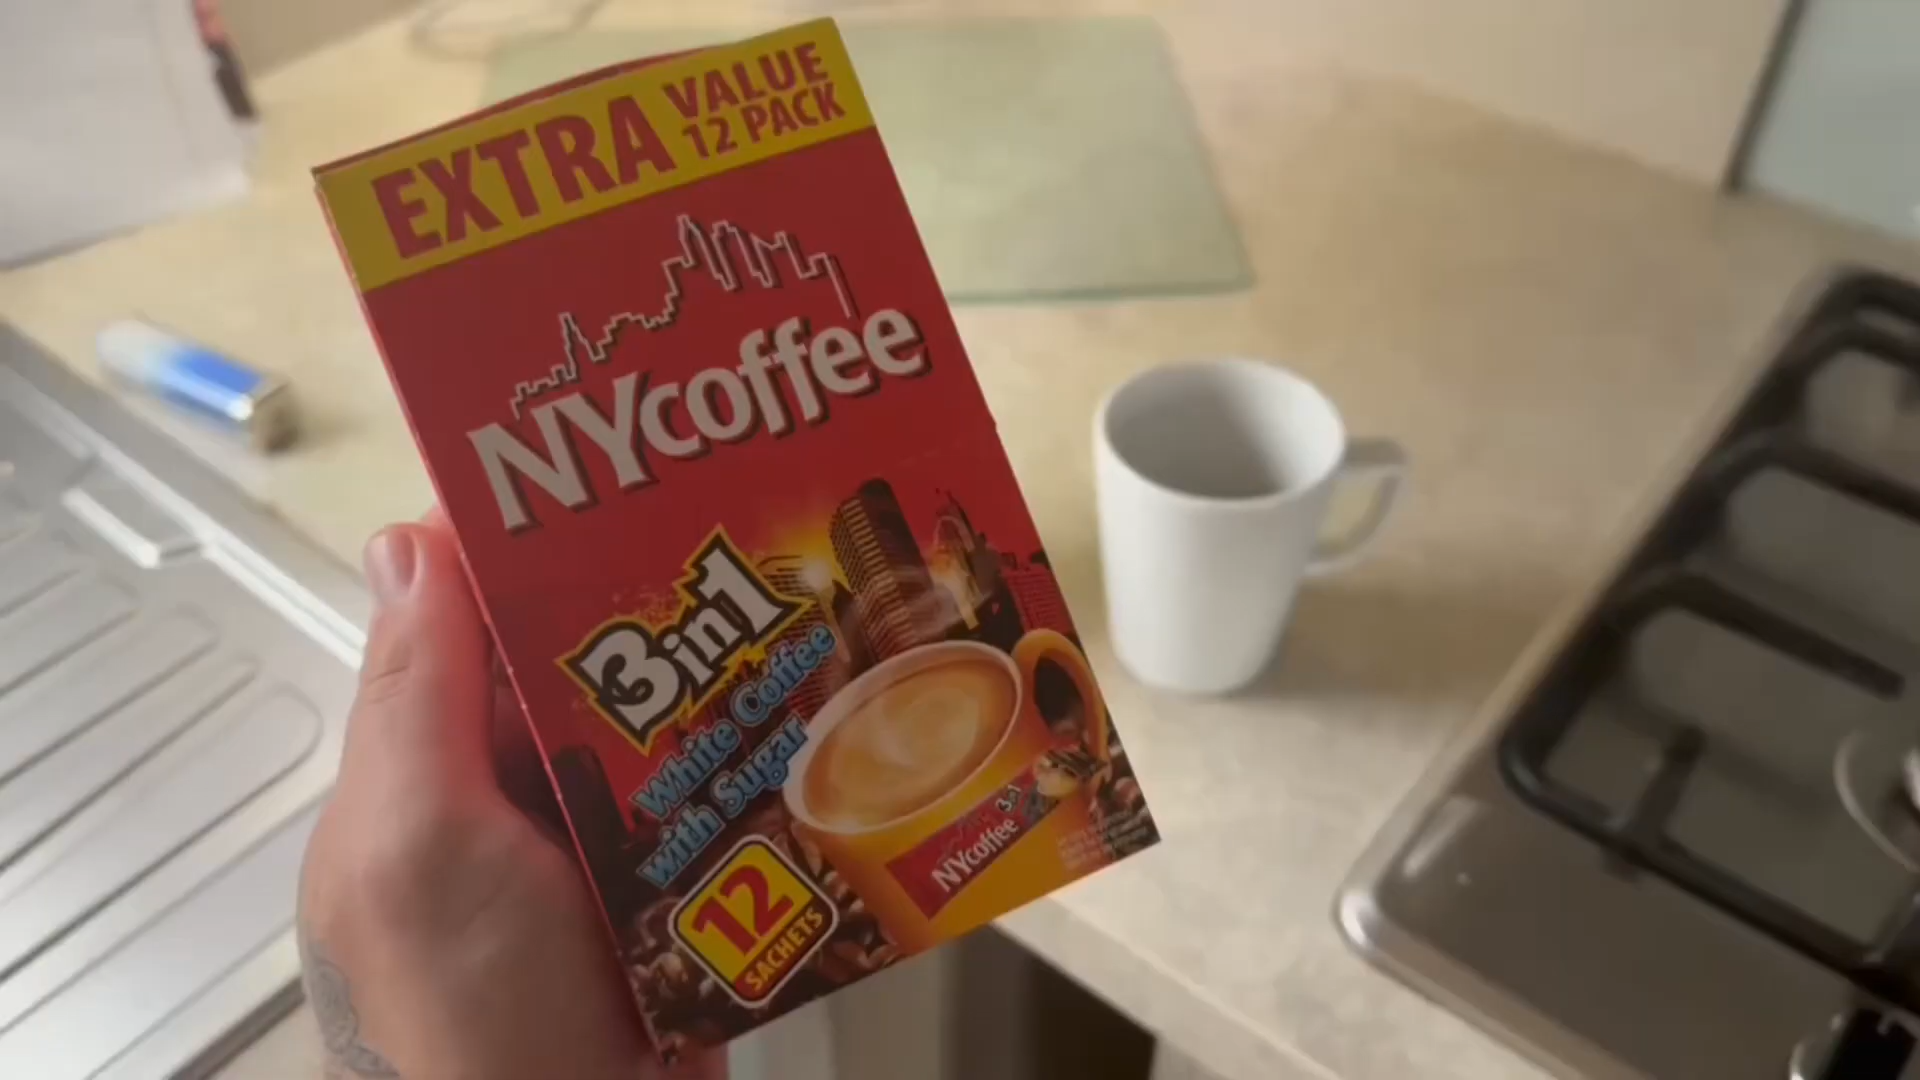 EXTRA VALUE
12 PACK
NYcoffee
3in1
White Coffee
with Sugar
12
SACHETS
NYcoffee 3in1